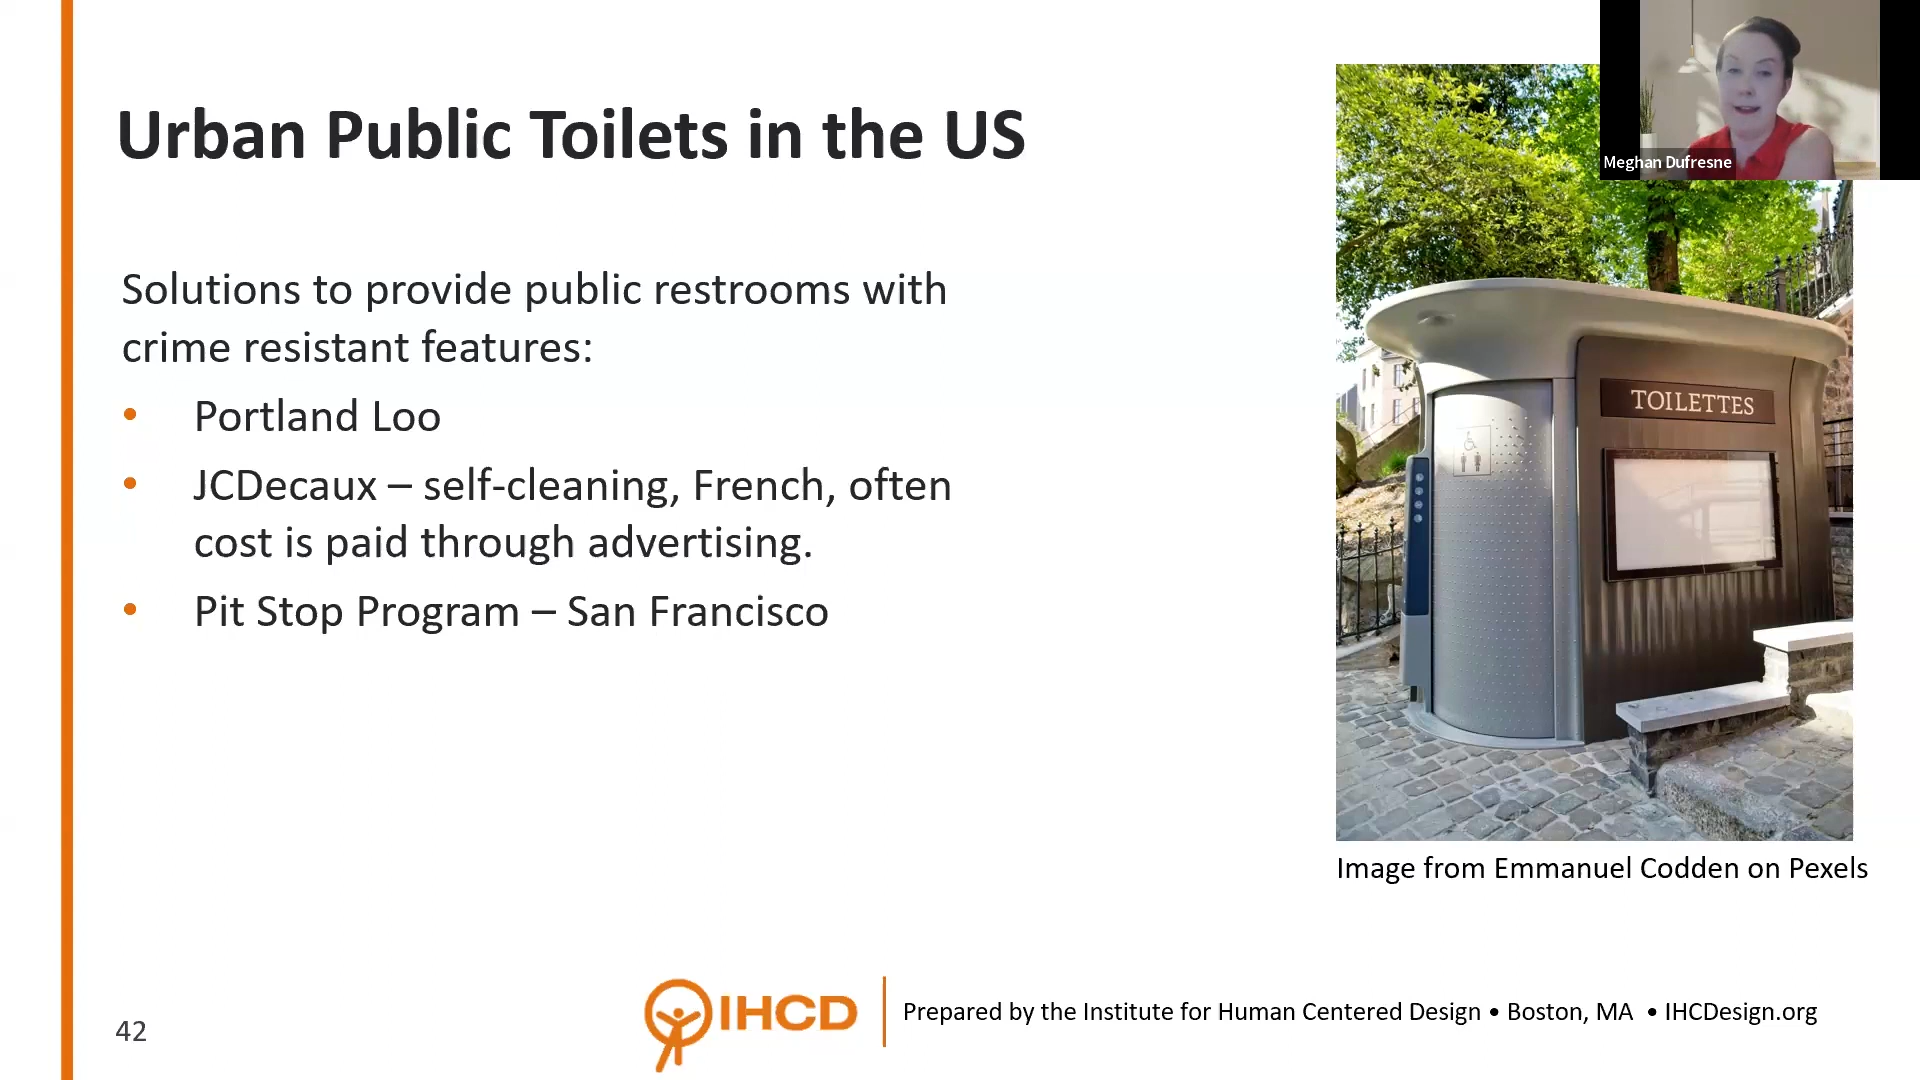 Urban Public Toilets in the US
Meghan Dufresne
Solutions to provide public restrooms with
crime resistant features:
• Portland Loo
• JCDecaux – self-cleaning, French, often
cost is paid through advertising.
• Pit Stop Program – San Francisco
TOILETTES
Image from Emmanuel Codden on Pexels
42
IHCD
Prepared by the Institute for Human Centered Design • Boston, MA • IHCDesign.org